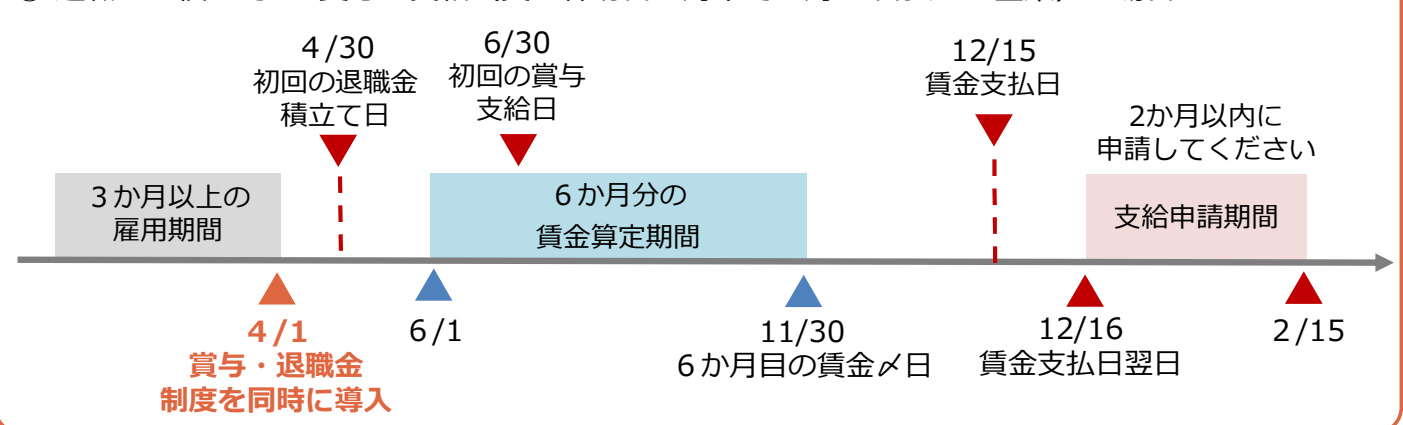 4/30
初回の退職金
積立て日
6/30
初回の賞与
支給日
12/15
賃金支払日
2か月以内に
申請してください
３か月以上の
雇用期間
６か月分の
賃金算定期間
支給申請期間
4/1
賞与・退職金
制度を同時に導入
6/1
11/30
６か月目の賃金〆日
12/16
賃金支払日翌日
2/15